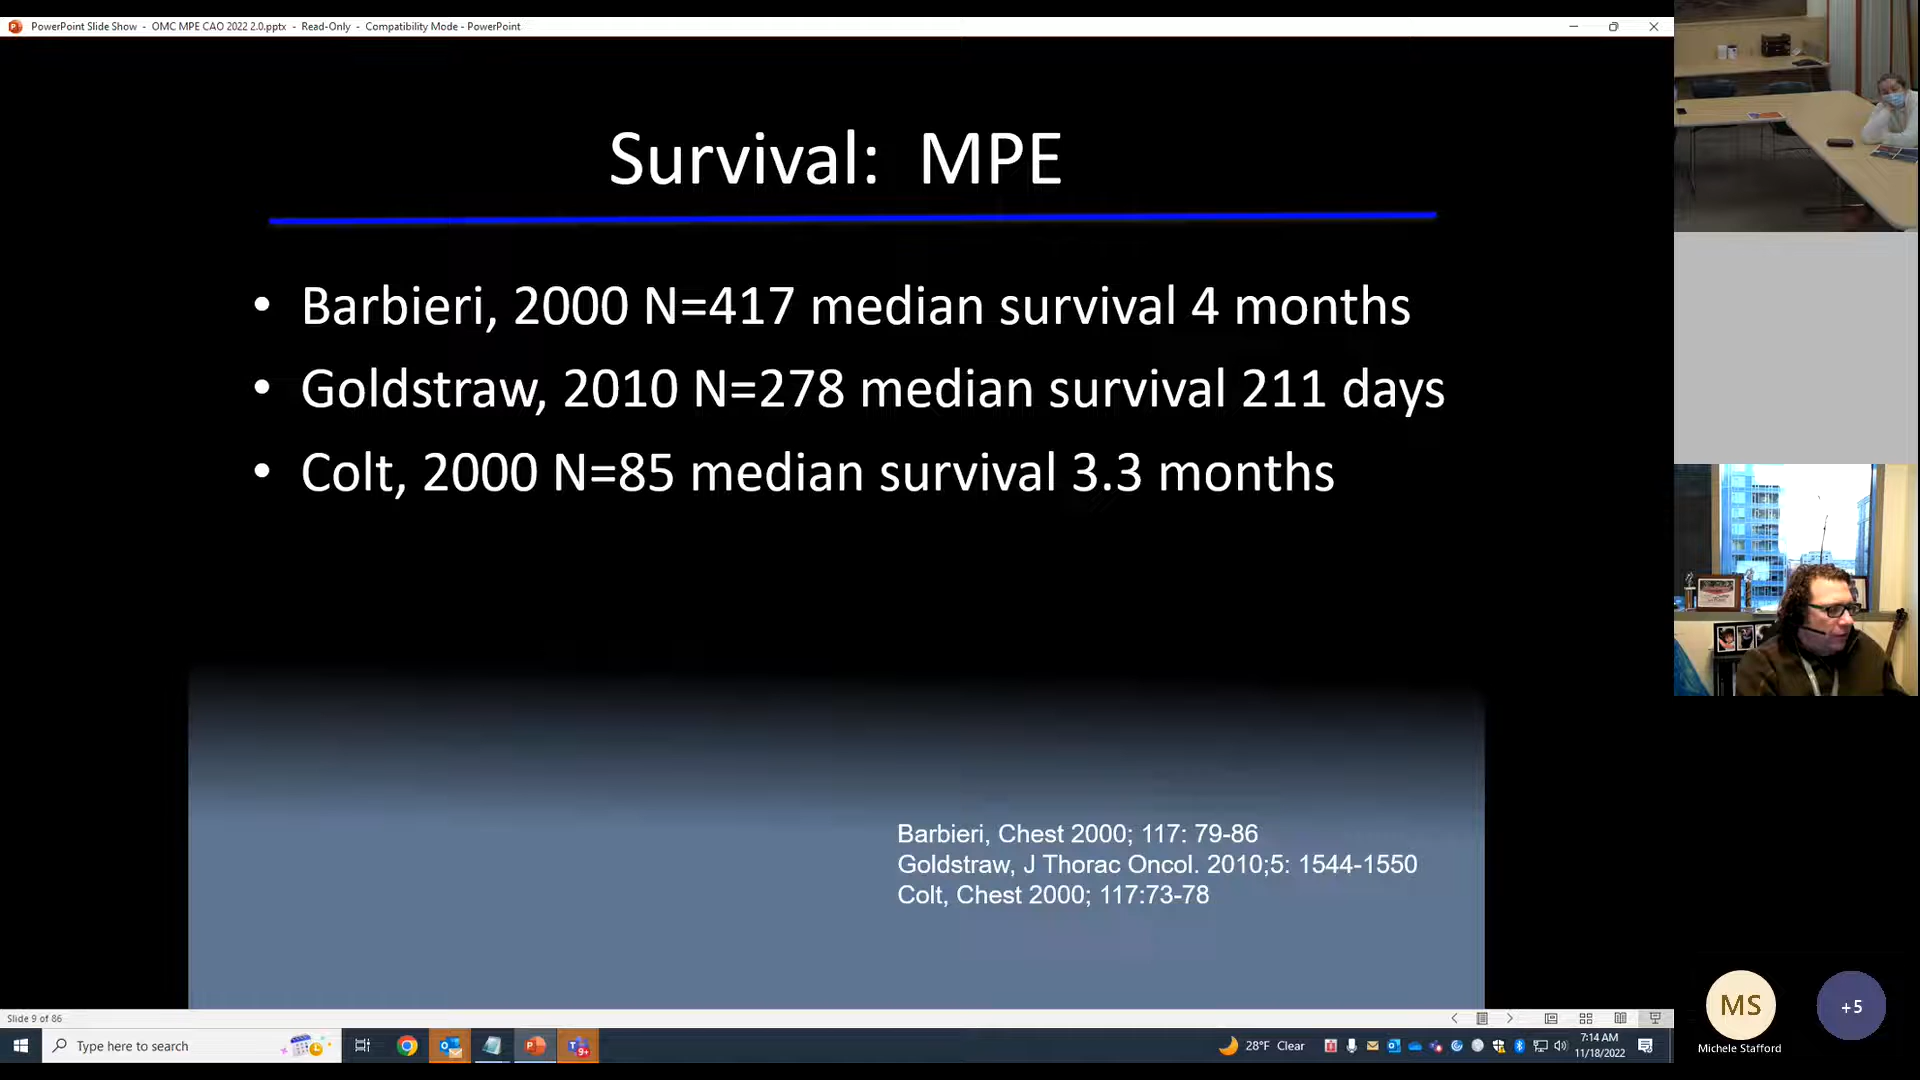 PowerPoint Slide Show - OMC MPE CAO 2022 2.0.pptx - Read-Only - Compatibility Mode - PowerPoint
Survival: MPE
• Barbieri, 2000 N=417 median survival 4 months
• Goldstraw, 2010 N=278 median survival 211 days
• Colt, 2000 N=85 median survival 3.3 months
Barbieri, Chest 2000; 117: 79-86
Goldstraw, J Thorac Oncol. 2010;5: 1544-1550
Colt, Chest 2000; 117:73-78
MS
+5
Michele Stafford
Slide 9 of 86
Type here to search
9+
28°F Clear
7:14 AM
11/18/2022